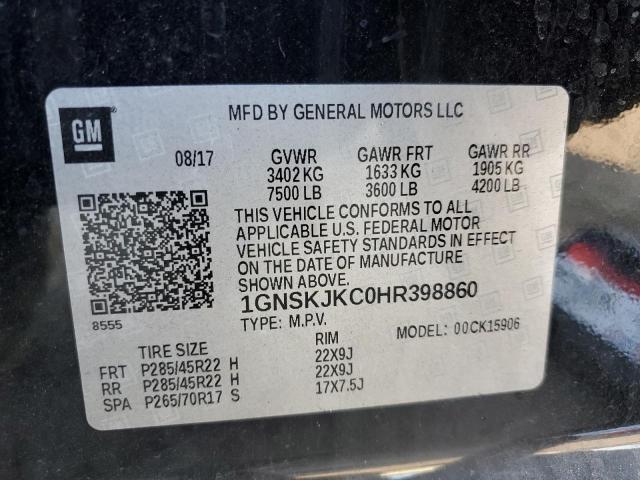 GM
MFD BY GENERAL MOTORS LLC
08/17 GVWR GAWR FRT GAWR RR
3402 KG 1633 KG 1905 KG
7500 LB 3600 LB 4200 LB
THIS VEHICLE CONFORMS TO ALL
APPLICABLE U.S. FEDERAL MOTOR
VEHICLE SAFETY STANDARDS IN EFFECT
ON THE DATE OF MANUFACTURE
SHOWN ABOVE.
1GNSKJKC0HR398860
8555
TYPE: M.P.V. MODEL: 00CK15906
TIRE SIZE RIM
FRT P285/45R22 H 22X9J
RR P285/45R22 H 22X9J
SPA P265/70R17 S 17X7.5J